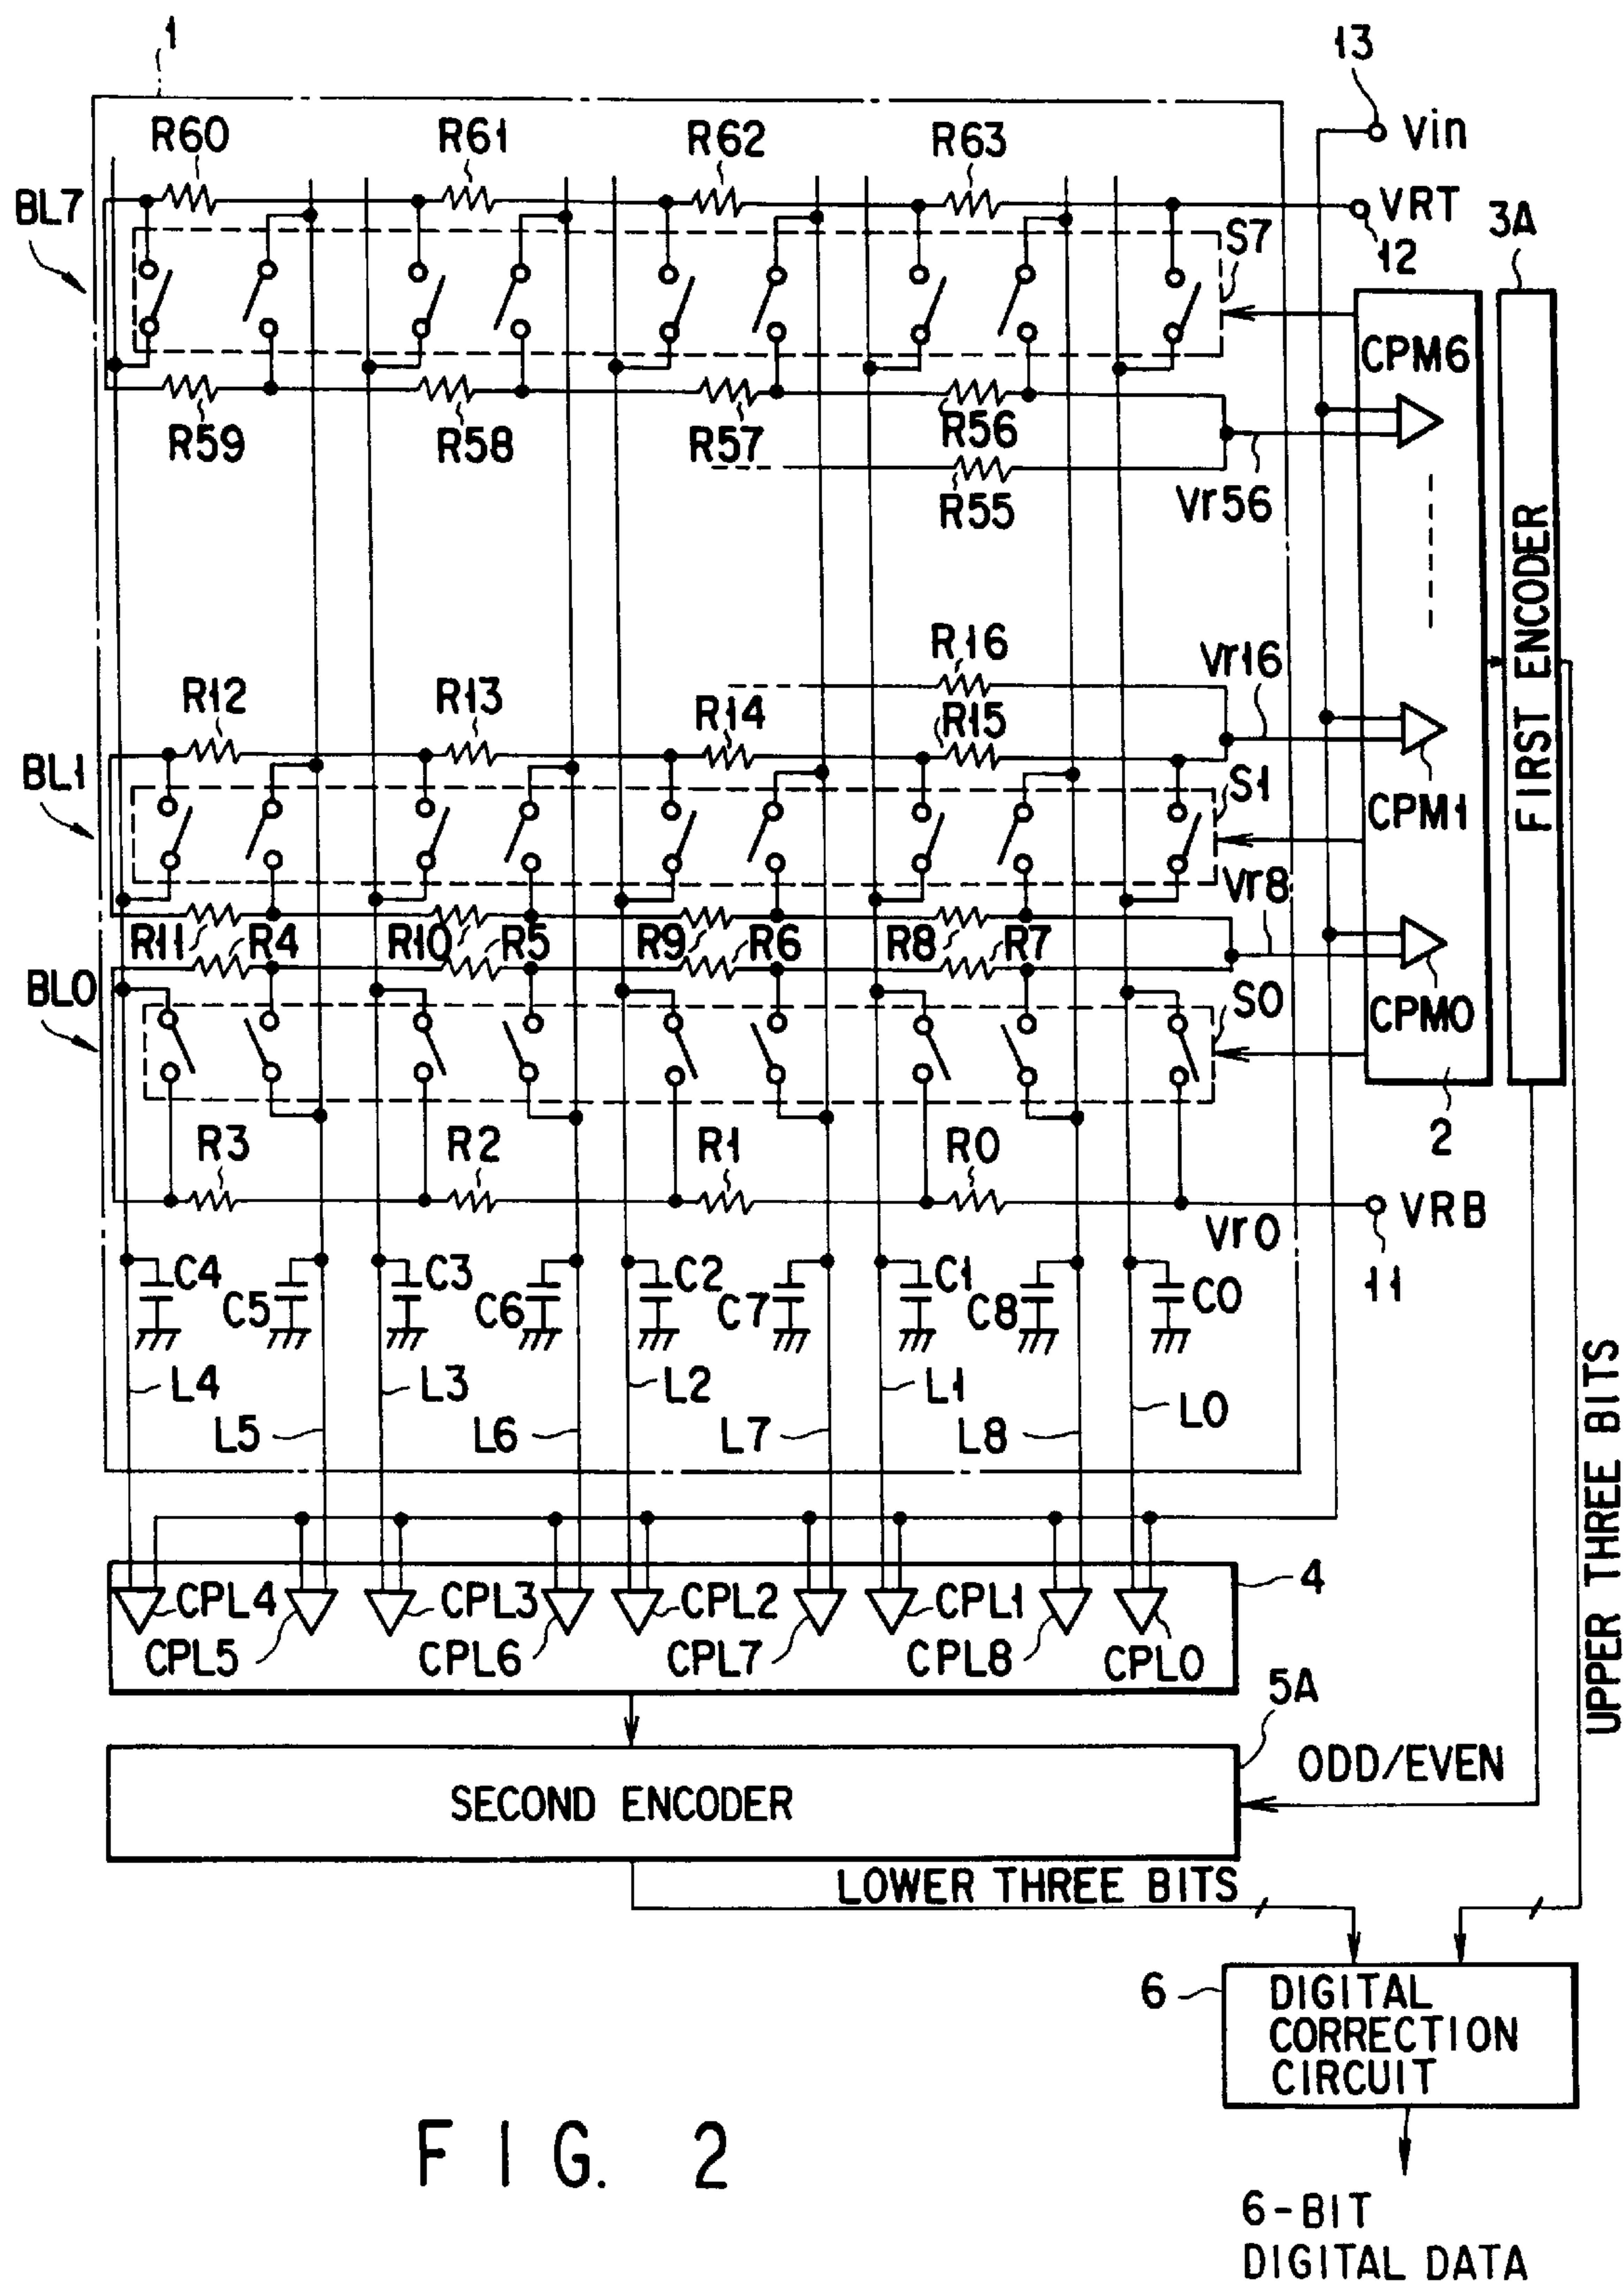 1
13
Vin
R60
R61
R62
R63
BL7
VRT
12
3A
S7
CPM6
R59
R58
R57
R56
R55
Vr56
FIRST ENCODER
R16
Vr16
R12
R13
R14
R15
BL1
S1
CPM1
Vr8
R11
R4
R10
R5
R9
R6
R8
R7
BL0
S0
CPM0
2
R3
R2
R1
R0
Vr0
VRB
11
C4
C5
C3
C6
C2
C7
C1
C8
C0
L4
L5
L3
L6
L2
L7
L1
L8
L0
UPPER THREE BITS
CPL4
CPL5
CPL3
CPL6
CPL2
CPL7
CPL1
CPL8
CPL0
4
5A
SECOND ENCODER
ODD/EVEN
LOWER THREE BITS
6
DIGITAL
CORRECTION
CIRCUIT
FIG. 2
6-BIT
DIGITAL DATA